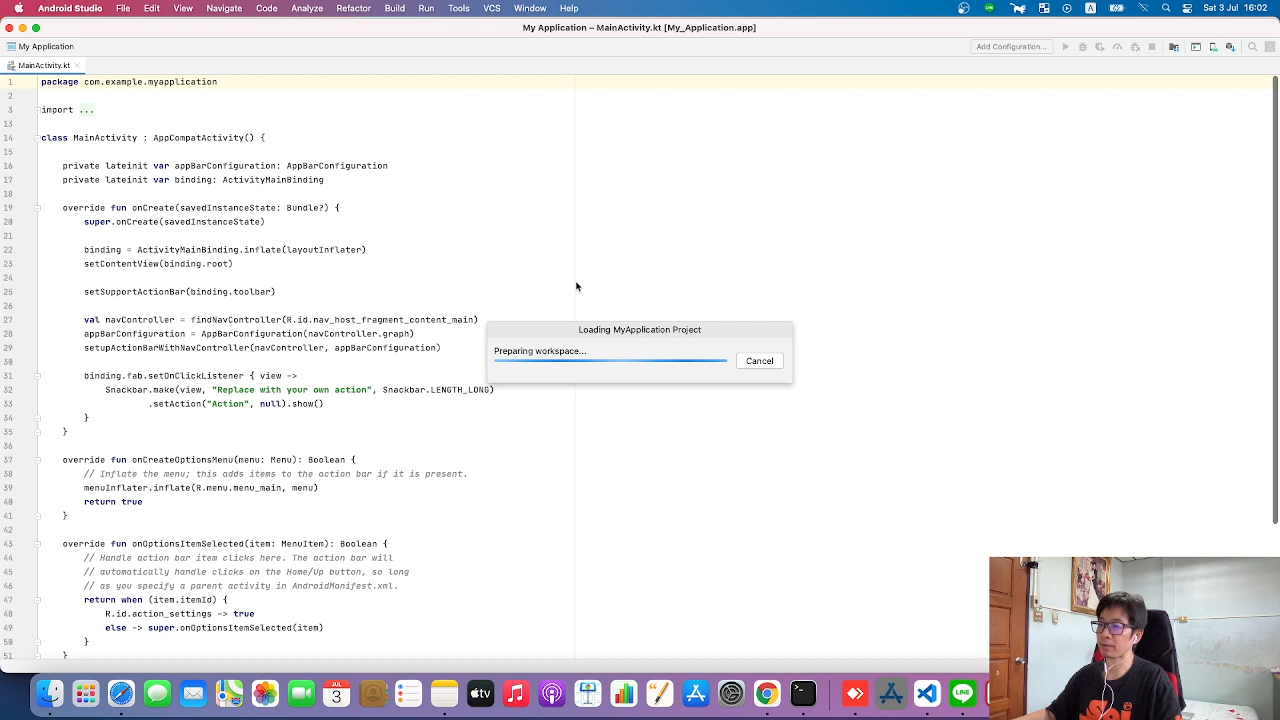 Android Studio File Edit View Navigate Code Analyze Refactor Build Run Tools VCS Window Help
A
Sat 3 Jul 16:02
My Application – MainActivity.kt [My_Application.app]
My Application
Add Configuration...
MainActivity.kt
1 package com.example.myapplication
2
3 import ...
13
14 class MainActivity : AppCompatActivity() {
15
16 private lateinit var appBarConfiguration: AppBarConfiguration
17 private lateinit var binding: ActivityMainBinding
18
19 override fun onCreate(savedInstanceState: Bundle?) {
20 super.onCreate(savedInstanceState)
21
22 binding = ActivityMainBinding.inflate(layoutInflater)
23 setContentView(binding.root)
24
25 setSupportActionBar(binding.toolbar)
26
27 val navController = findNavController(R.id.nav_host_fragment_content_main)
28 appBarConfiguration = AppBarConfiguration(navController.graph)
29 setupActionBarWithNavController(navController, appBarConfiguration)
30
31 binding.fab.setOnClickListener { view ->
32 Snackbar.make(view, "Replace with your own action", Snackbar.LENGTH_LONG)
33 .setAction("Action", null).show()
34 }
35 }
36
37 override fun onCreateOptionsMenu(menu: Menu): Boolean {
38 // Inflate the menu; this adds items to the action bar if it is present.
39 menuInflater.inflate(R.menu.menu_main, menu)
40 return true
41 }
42
43 override fun onOptionsItemSelected(item: MenuItem): Boolean {
44 // Handle action bar item clicks here. The action bar will
45 // automatically handle clicks on the Home/Up button, so long
46 // as you specify a parent activity in AndroidManifest.xml.
47 return when (item.itemId) {
48 R.id.action_settings -> true
49 else -> super.onOptionsItemSelected(item)
50 }
51 }
Loading MyApplication Project
Preparing workspace...
Cancel
JUL
3
tv
LINE